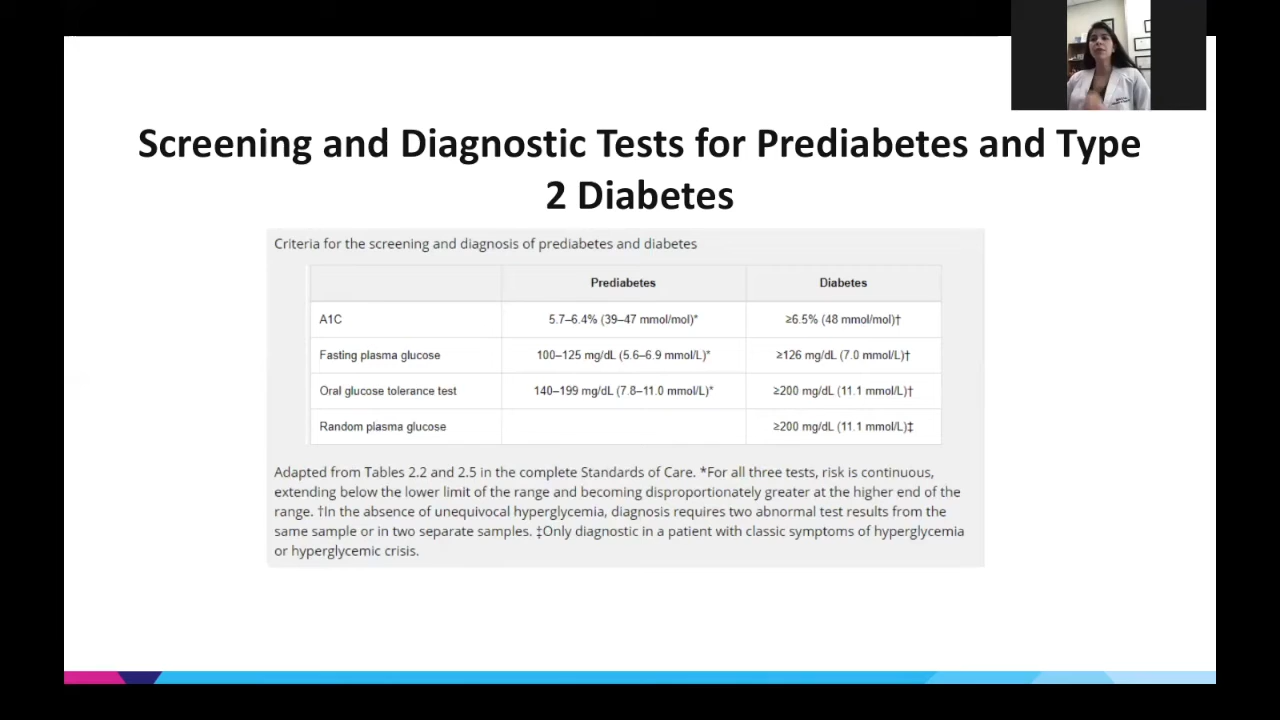 Screening and Diagnostic Tests for Prediabetes and Type
2 Diabetes
Criteria for the screening and diagnosis of prediabetes and diabetes
Prediabetes Diabetes
A1C 5.7–6.4% (39–47 mmol/mol)* ≥6.5% (48 mmol/mol)†
Fasting plasma glucose 100–125 mg/dL (5.6–6.9 mmol/L)* ≥126 mg/dL (7.0 mmol/L)†
Oral glucose tolerance test 140–199 mg/dL (7.8–11.0 mmol/L)* ≥200 mg/dL (11.1 mmol/L)†
Random plasma glucose ≥200 mg/dL (11.1 mmol/L)‡
Adapted from Tables 2.2 and 2.5 in the complete Standards of Care. *For all three tests, risk is continuous,
extending below the lower limit of the range and becoming disproportionately greater at the higher end of the
range. †In the absence of unequivocal hyperglycemia, diagnosis requires two abnormal test results from the
same sample or in two separate samples. ‡Only diagnostic in a patient with classic symptoms of hyperglycemia
or hyperglycemic crisis.